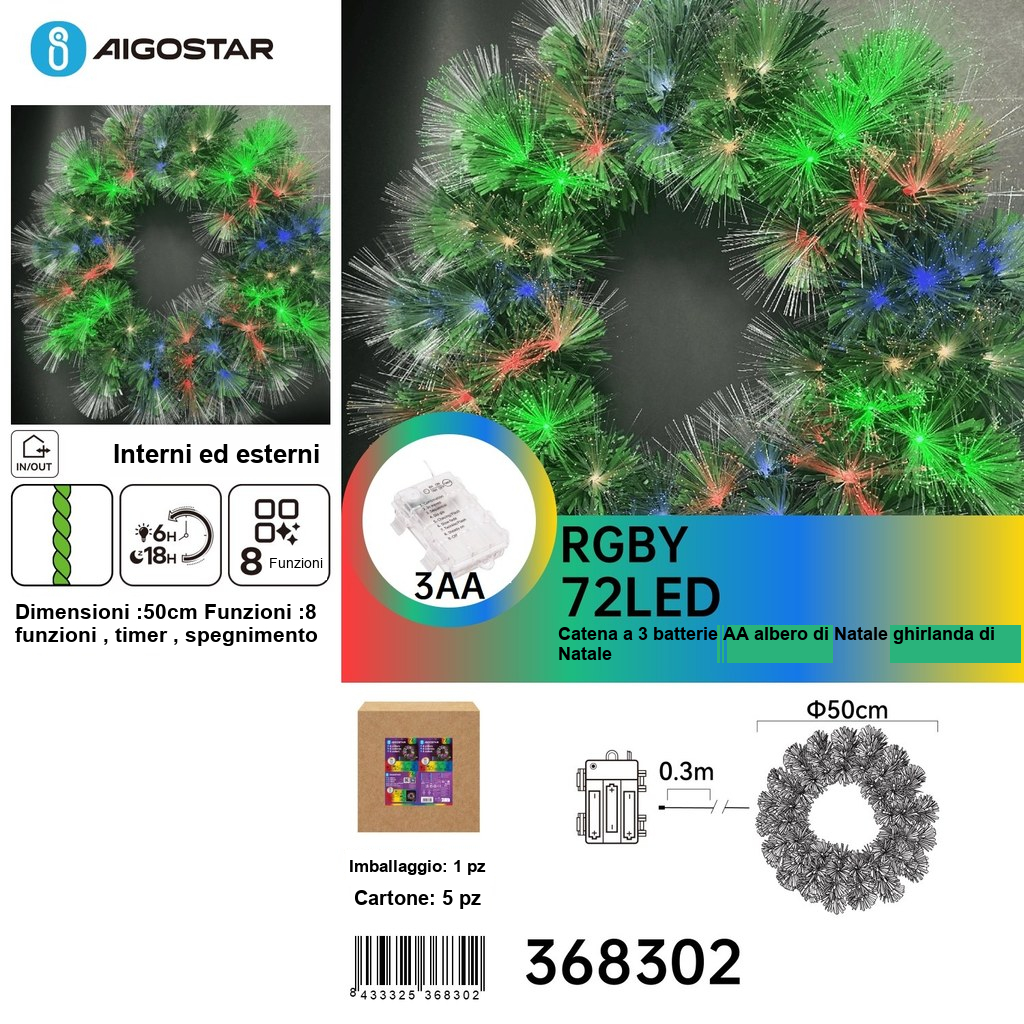 AIGOSTAR
IN/OUT
Interni ed esterni
6H
18H
8 Funzioni
Dimensioni :50cm Funzioni :8
funzioni , timer , spegnimento
3AA
RGBY
72LED
Catena a 3 batterie AA albero di Natale ghirlanda di
Natale
Φ50cm
0.3m
Imballaggio: 1 pz
Cartone: 5 pz
368302
8 433325 368302